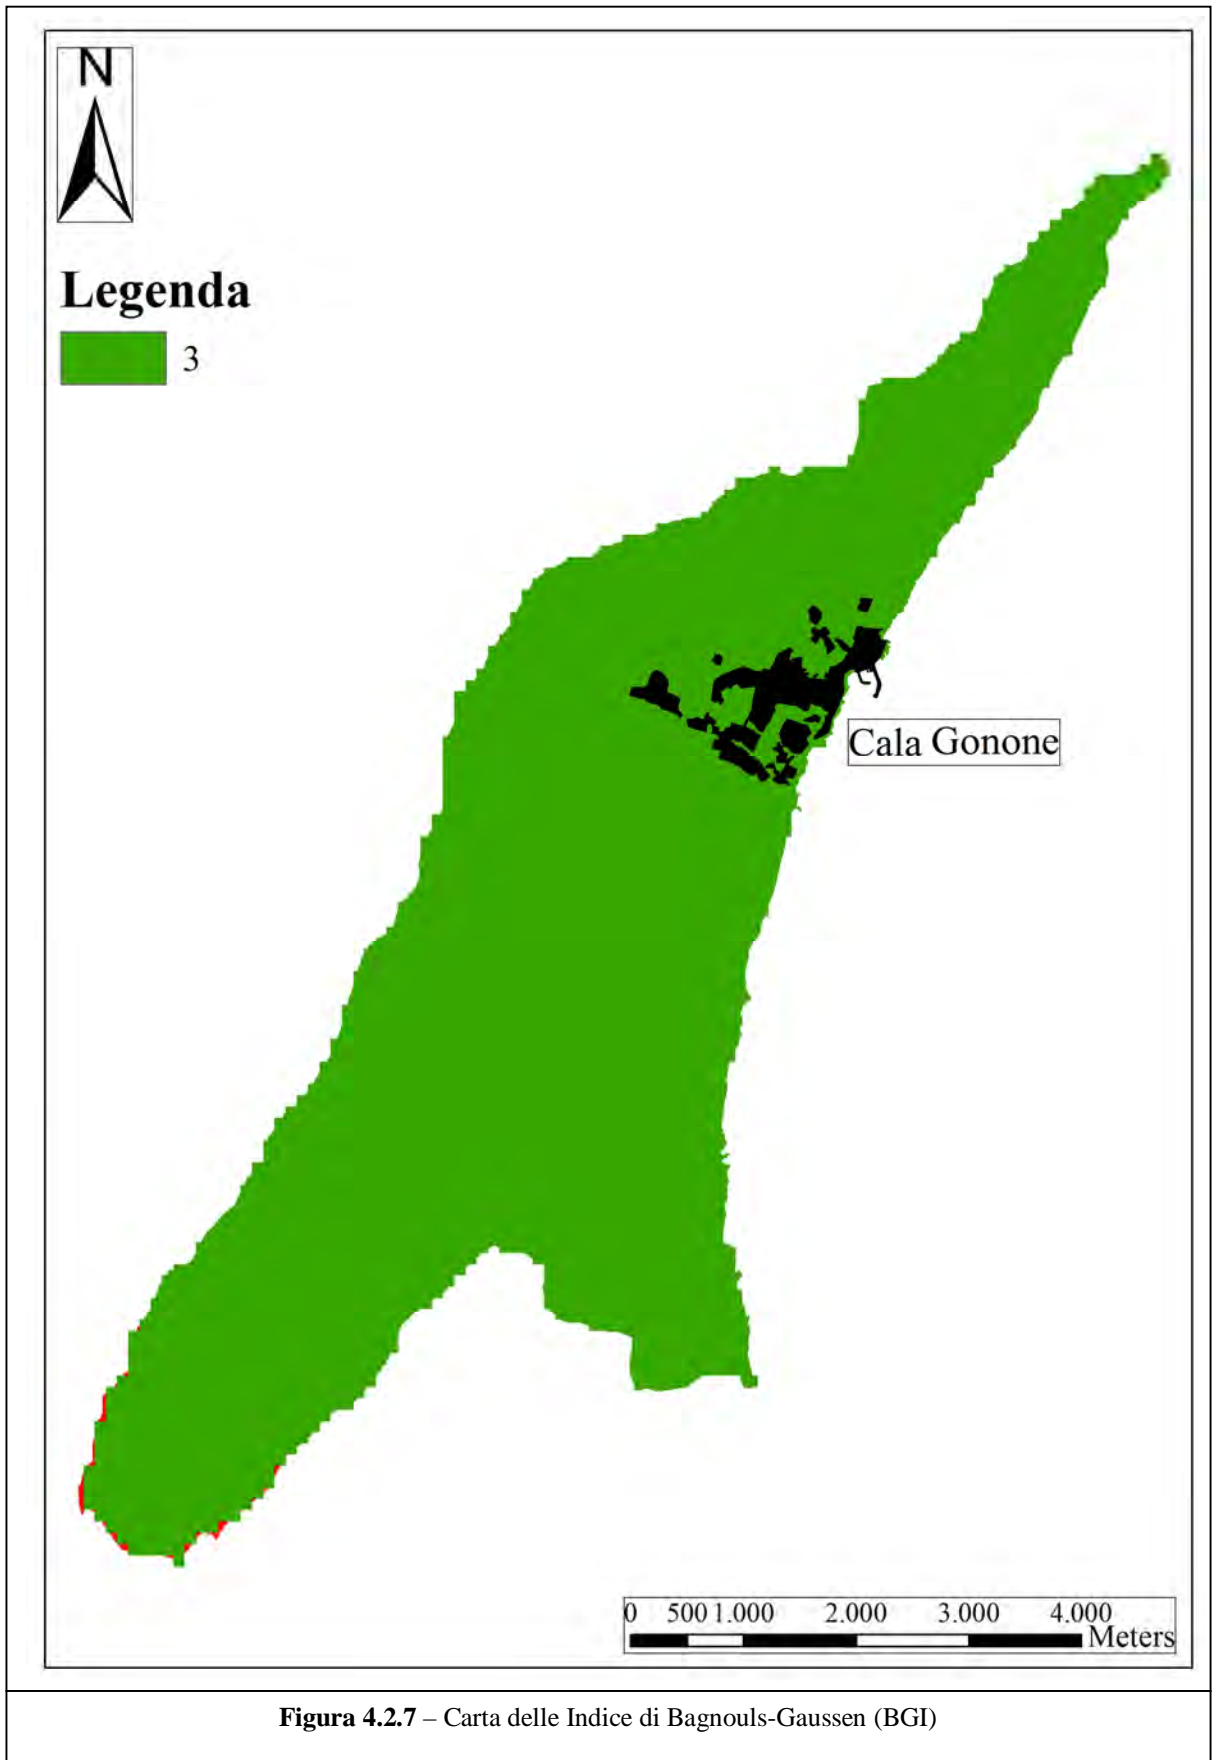 N
Legenda
3
Cala Gonone
0 500 1.000 2.000 3.000 4.000
Meters
Figura 4.2.7 – Carta delle Indice di Bagnouls-Gaussen (BGI)